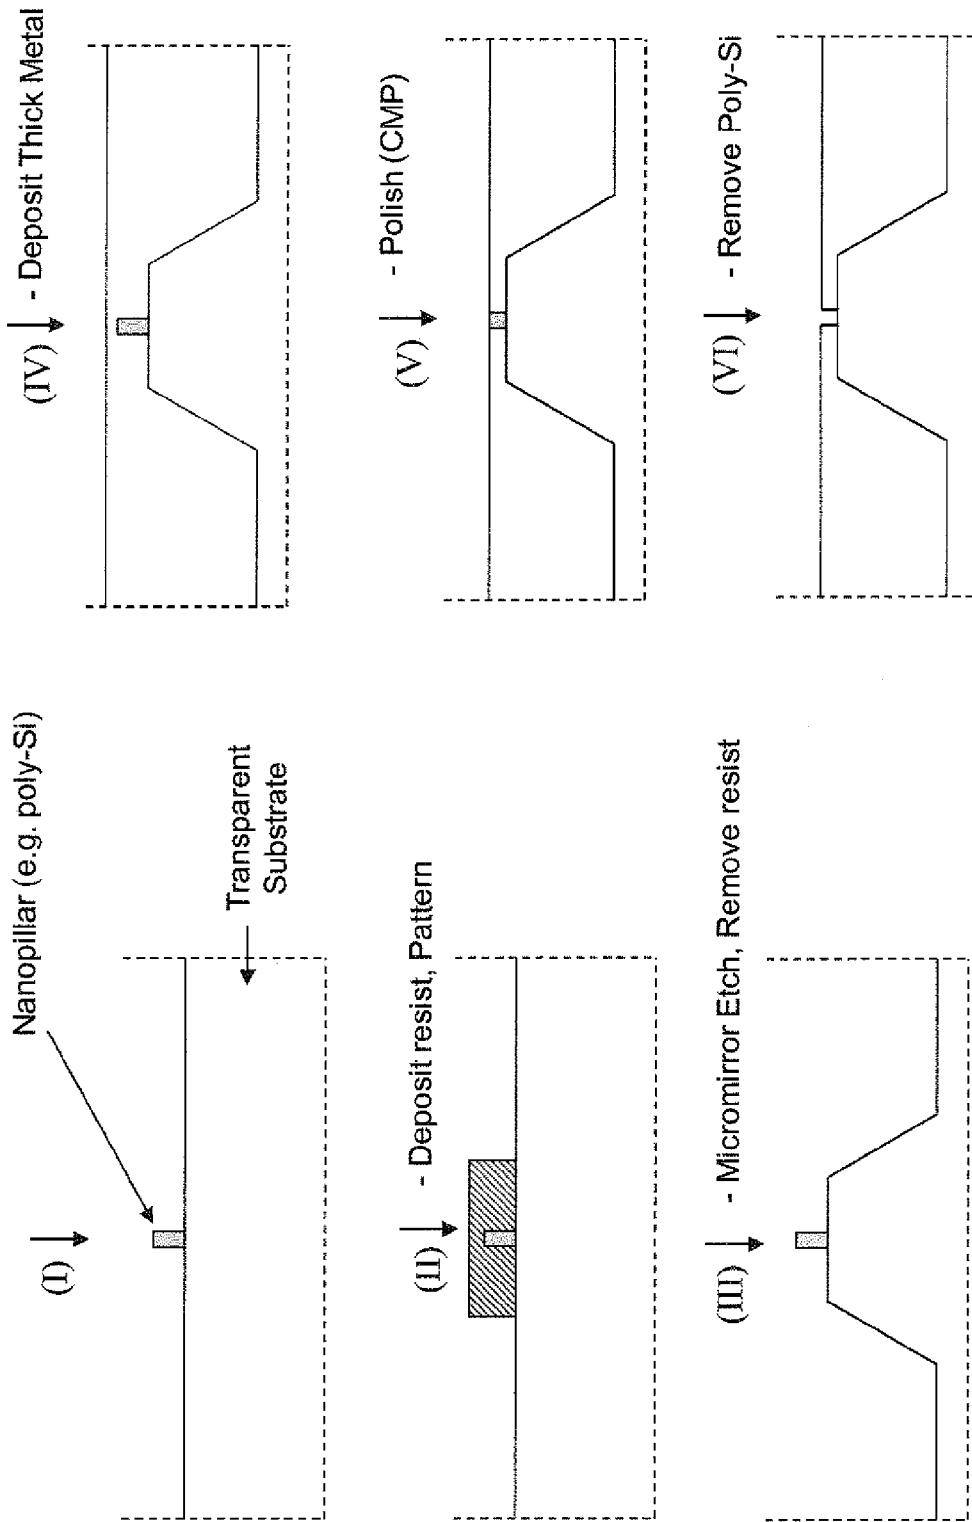 (I)
Nanopillar (e.g. poly-Si)
Transparent
Substrate
(II) - Deposit resist, Pattern
(III) - Micromirror Etch, Remove resist
(IV) - Deposit Thick Metal
(V) - Polish (CMP)
(VI) - Remove Poly-Si